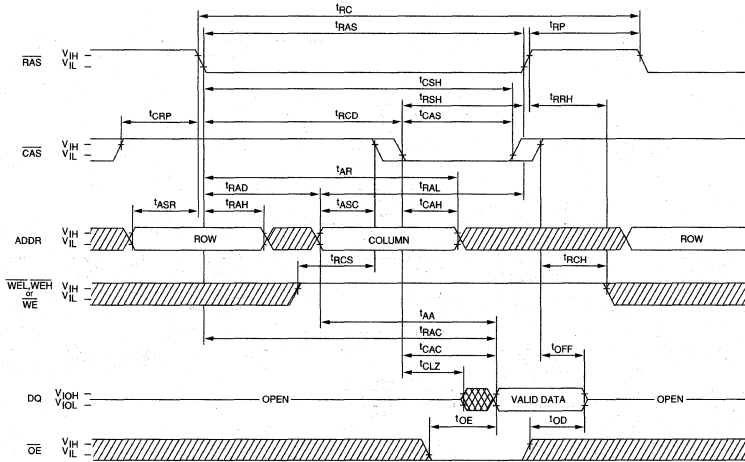 tRC
tRAS
tRP
RAS
VIH
VIL
tCSH
tRSH
tRRH
tCRP
tRCD
tCAS
CAS
VIH
VIL
tAR
tRAD
tRAL
tASR
tRAH
tASC
tCAH
ADDR
VIH
VIL
ROW
COLUMN
ROW
tRCS
tRCH
WEL,WEH
or
WE
VIH
VIL
tAA
tRAC
tCAC
tOFF
tCLZ
DQ
VIOH
VIOL
OPEN
VALID DATA
OPEN
tOE
tOD
OE
VIH
VIL